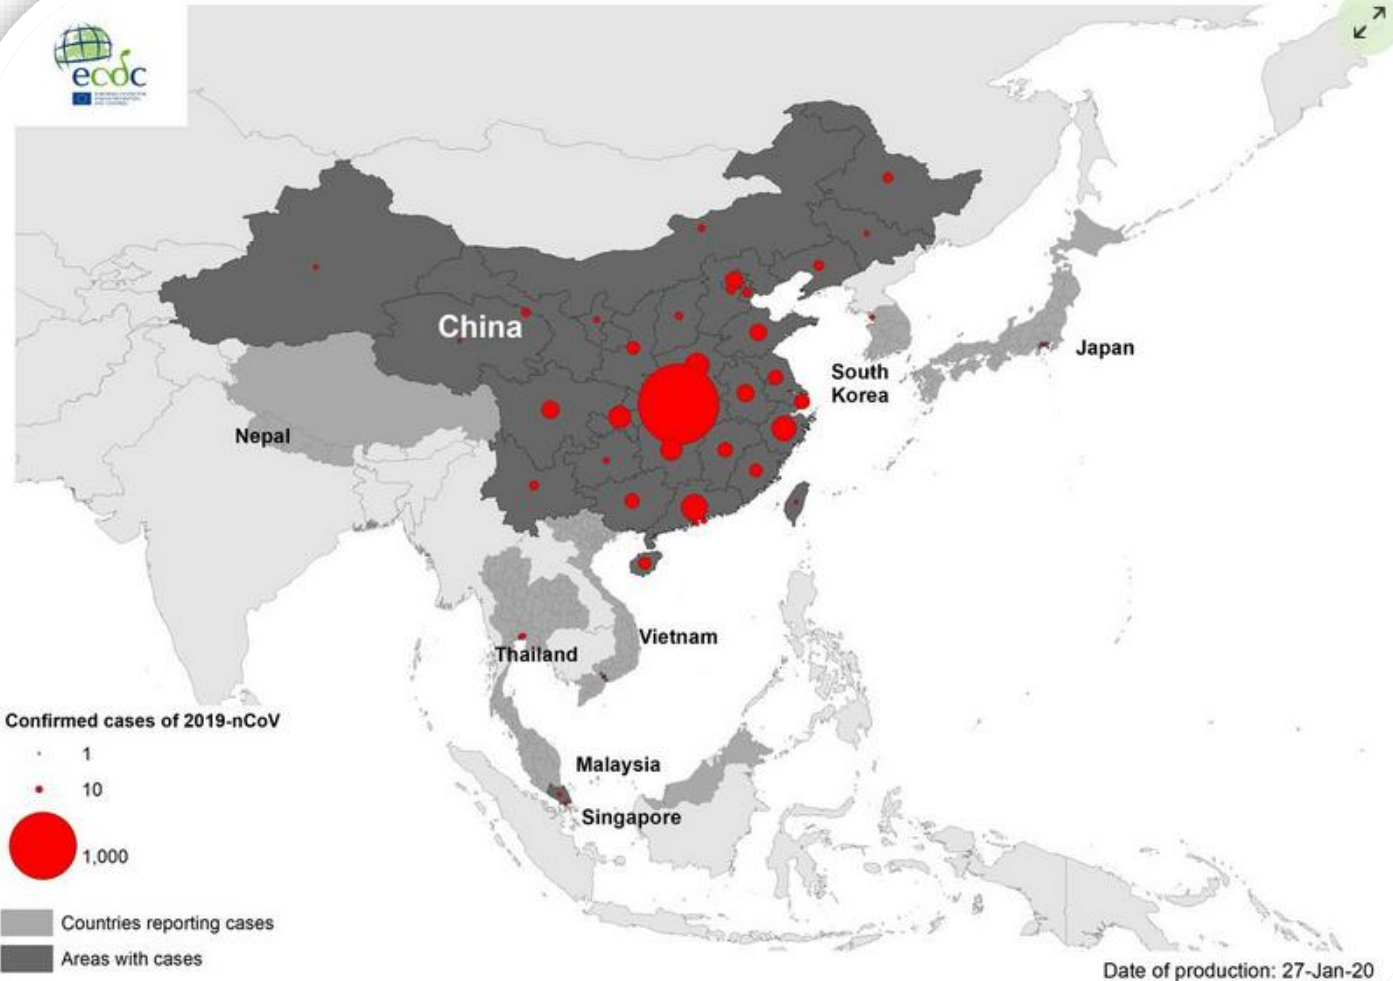 ecdc
China
Japan
South
Korea
Nepal
Vietnam
Thailand
Confirmed cases of 2019-nCoV
1
10
1,000
Malaysia
Singapore
Countries reporting cases
Areas with cases
Date of production: 27-Jan-20